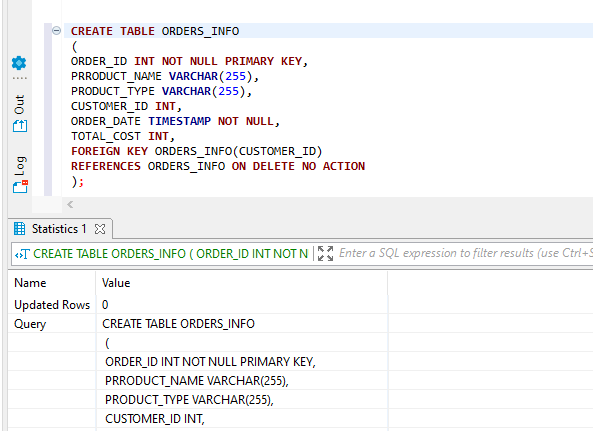 CREATE TABLE ORDERS_INFO
(
ORDER_ID INT NOT NULL PRIMARY KEY,
PRRODUCT_NAME VARCHAR(255),
PRODUCT_TYPE VARCHAR(255),
CUSTOMER_ID INT,
ORDER_DATE TIMESTAMP NOT NULL,
TOTAL_COST INT,
FOREIGN KEY ORDERS_INFO(CUSTOMER_ID)
REFERENCES ORDERS_INFO ON DELETE NO ACTION
);
Out
Log
Statistics 1
CREATE TABLE ORDERS_INFO ( ORDER_ID INT NOT N
Enter a SQL expression to filter results (use Ctrl+S
Name Value
Updated Rows 0
Query CREATE TABLE ORDERS_INFO
(
ORDER_ID INT NOT NULL PRIMARY KEY,
PRRODUCT_NAME VARCHAR(255),
PRODUCT_TYPE VARCHAR(255),
CUSTOMER_ID INT,